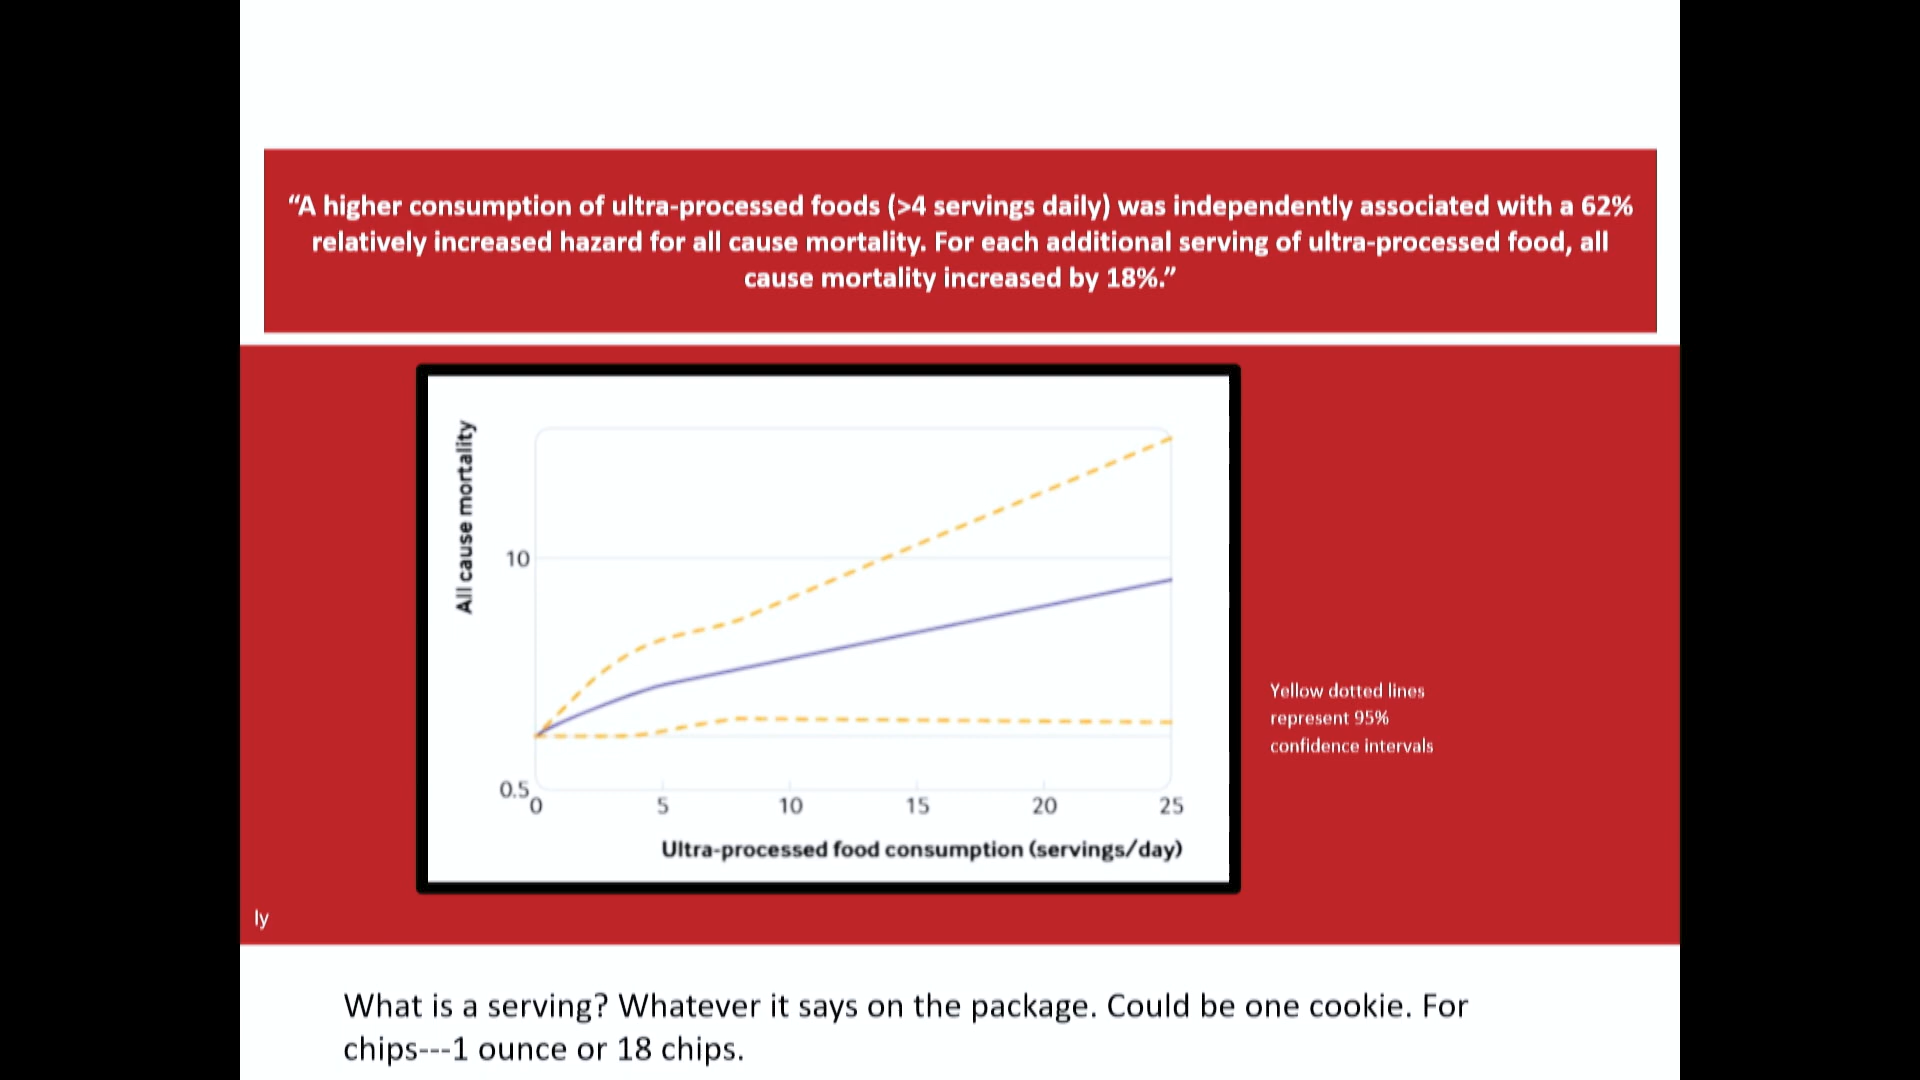 “A higher consumption of ultra-processed foods (>4 servings daily) was independently associated with a 62%
relatively increased hazard for all cause mortality. For each additional serving of ultra-processed food, all
cause mortality increased by 18%.”
All cause mortality
10
0.5
0 5 10 15 20 25
Ultra-processed food consumption (servings/day)
Yellow dotted lines
represent 95%
confidence intervals
ly
What is a serving? Whatever it says on the package. Could be one cookie. For
chips---1 ounce or 18 chips.